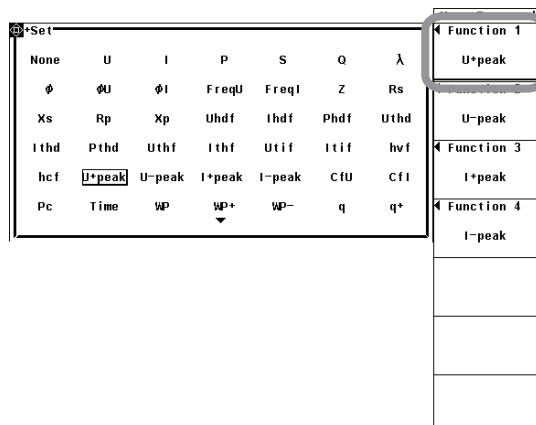 +Set
None U I P S Q λ
ϕ ϕU ϕI FreqU FreqI Z Rs
Xs Rp Xp Uhdf Ihdf Phdf Uthd
Ithd Pthd Uthf Ithf Utif Itif hvf
hcf U+peak U-peak I+peak I-peak CfU CfI
Pc Time WP WP+ WP- q q+
Function 1
U+peak
U-peak
Function 3
I+peak
Function 4
I-peak